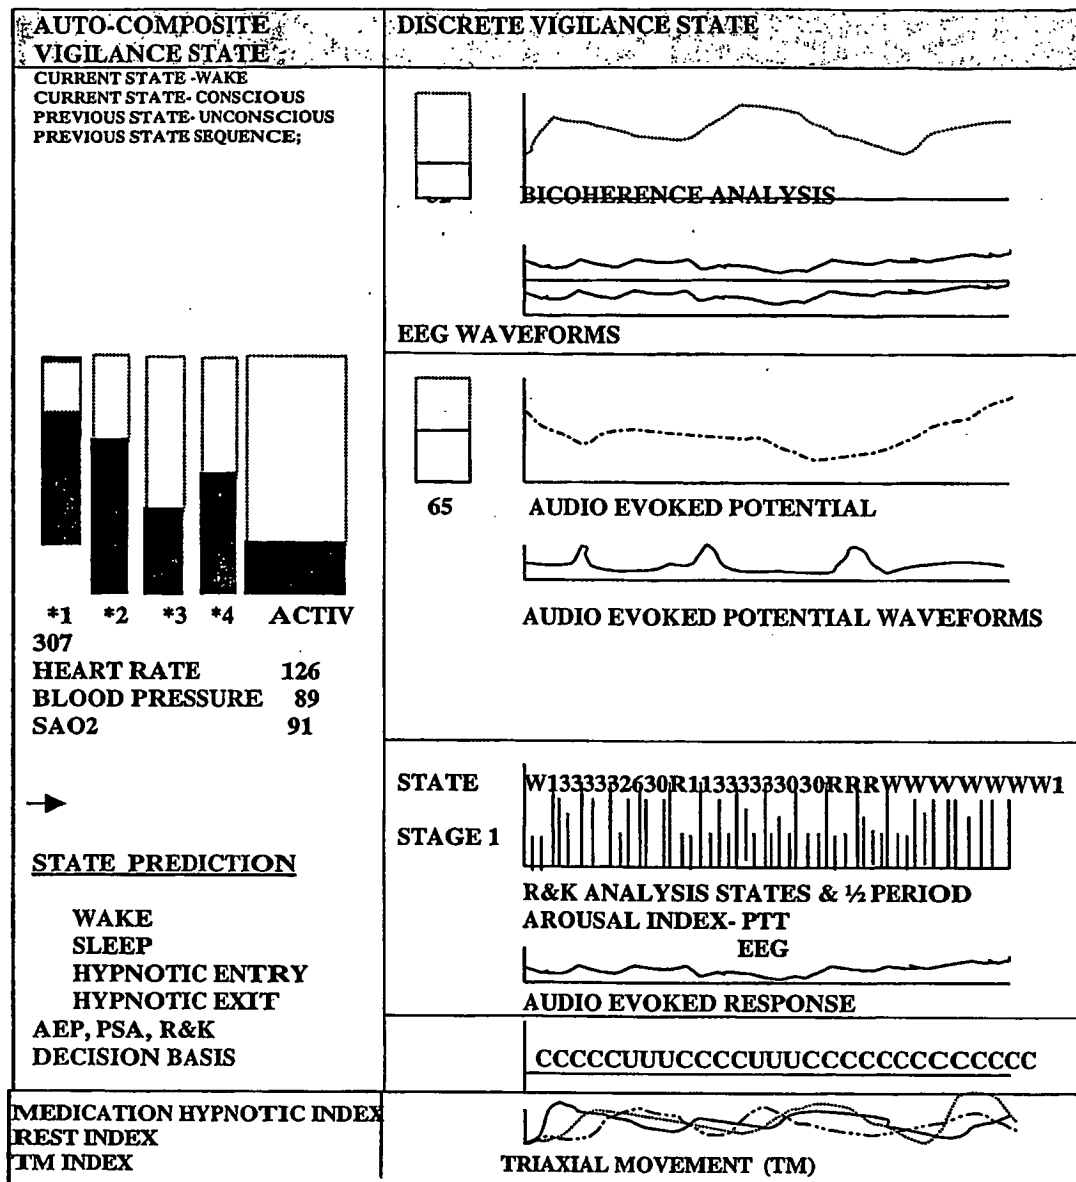 AUTO-COMPOSITE
VIGILANCE STATE
CURRENT STATE -WAKE
CURRENT STATE- CONSCIOUS
PREVIOUS STATE- UNCONSCIOUS
PREVIOUS STATE SEQUENCE;
*1 *2 *3 *4 ACTIV
307
HEART RATE 126
BLOOD PRESSURE 89
SAO2 91
STATE PREDICTION
WAKE
SLEEP
HYPNOTIC ENTRY
HYPNOTIC EXIT
AEP, PSA, R&K
DECISION BASIS
MEDICATION HYPNOTIC INDEX
REST INDEX
TM INDEX
DISCRETE VIGILANCE STATE
BICOHERENCE ANALYSIS
EEG WAVEFORMS
65 AUDIO EVOKED POTENTIAL
AUDIO EVOKED POTENTIAL WAVEFORMS
STATE W1333332630R11333333030RRRWWWWWWWW1
STAGE 1
R&K ANALYSIS STATES & ½ PERIOD
AROUSAL INDEX- PTT
EEG
AUDIO EVOKED RESPONSE
CCCCCUUUCCCCUUUCCCCCCCCCCCCCC
TRIAXIAL MOVEMENT (TM)